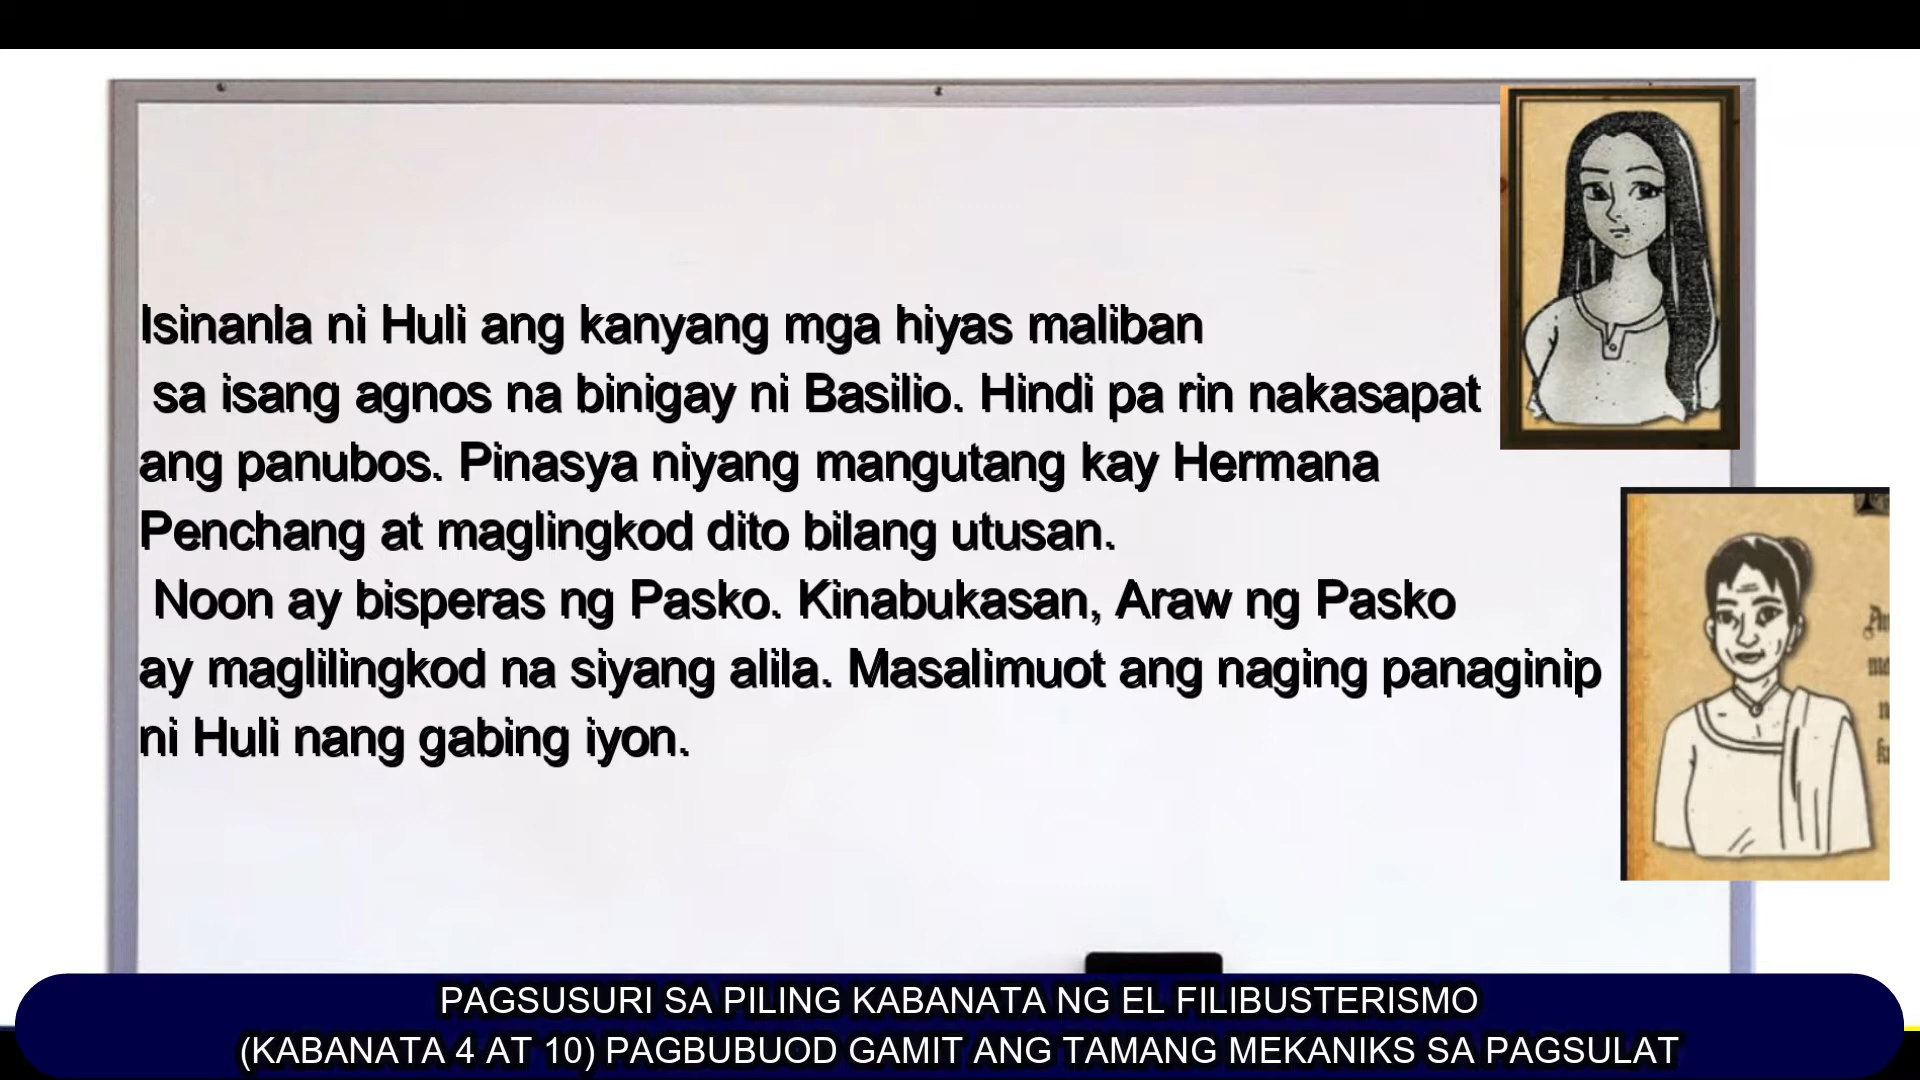 Isinanla ni Huli ang kanyang mga hiyas maliban
sa isang agnos na binigay ni Basilio. Hindi pa rin nakasapat
ang panubos. Pinasya niyang mangutang kay Hermana
Penchang at maglingkod dito bilang utusan.
Noon ay bisperas ng Pasko. Kinabukasan, Araw ng Pasko
ay maglilingkod na siyang alila. Masalimuot ang naging panaginip
ni Huli nang gabing iyon.
PAGSUSURI SA PILING KABANATA NG EL FILIBUSTERISMO
(KABANATA 4 AT 10) PAGBUBUOD GAMIT ANG TAMANG MEKANIKS SA PAGSULAT